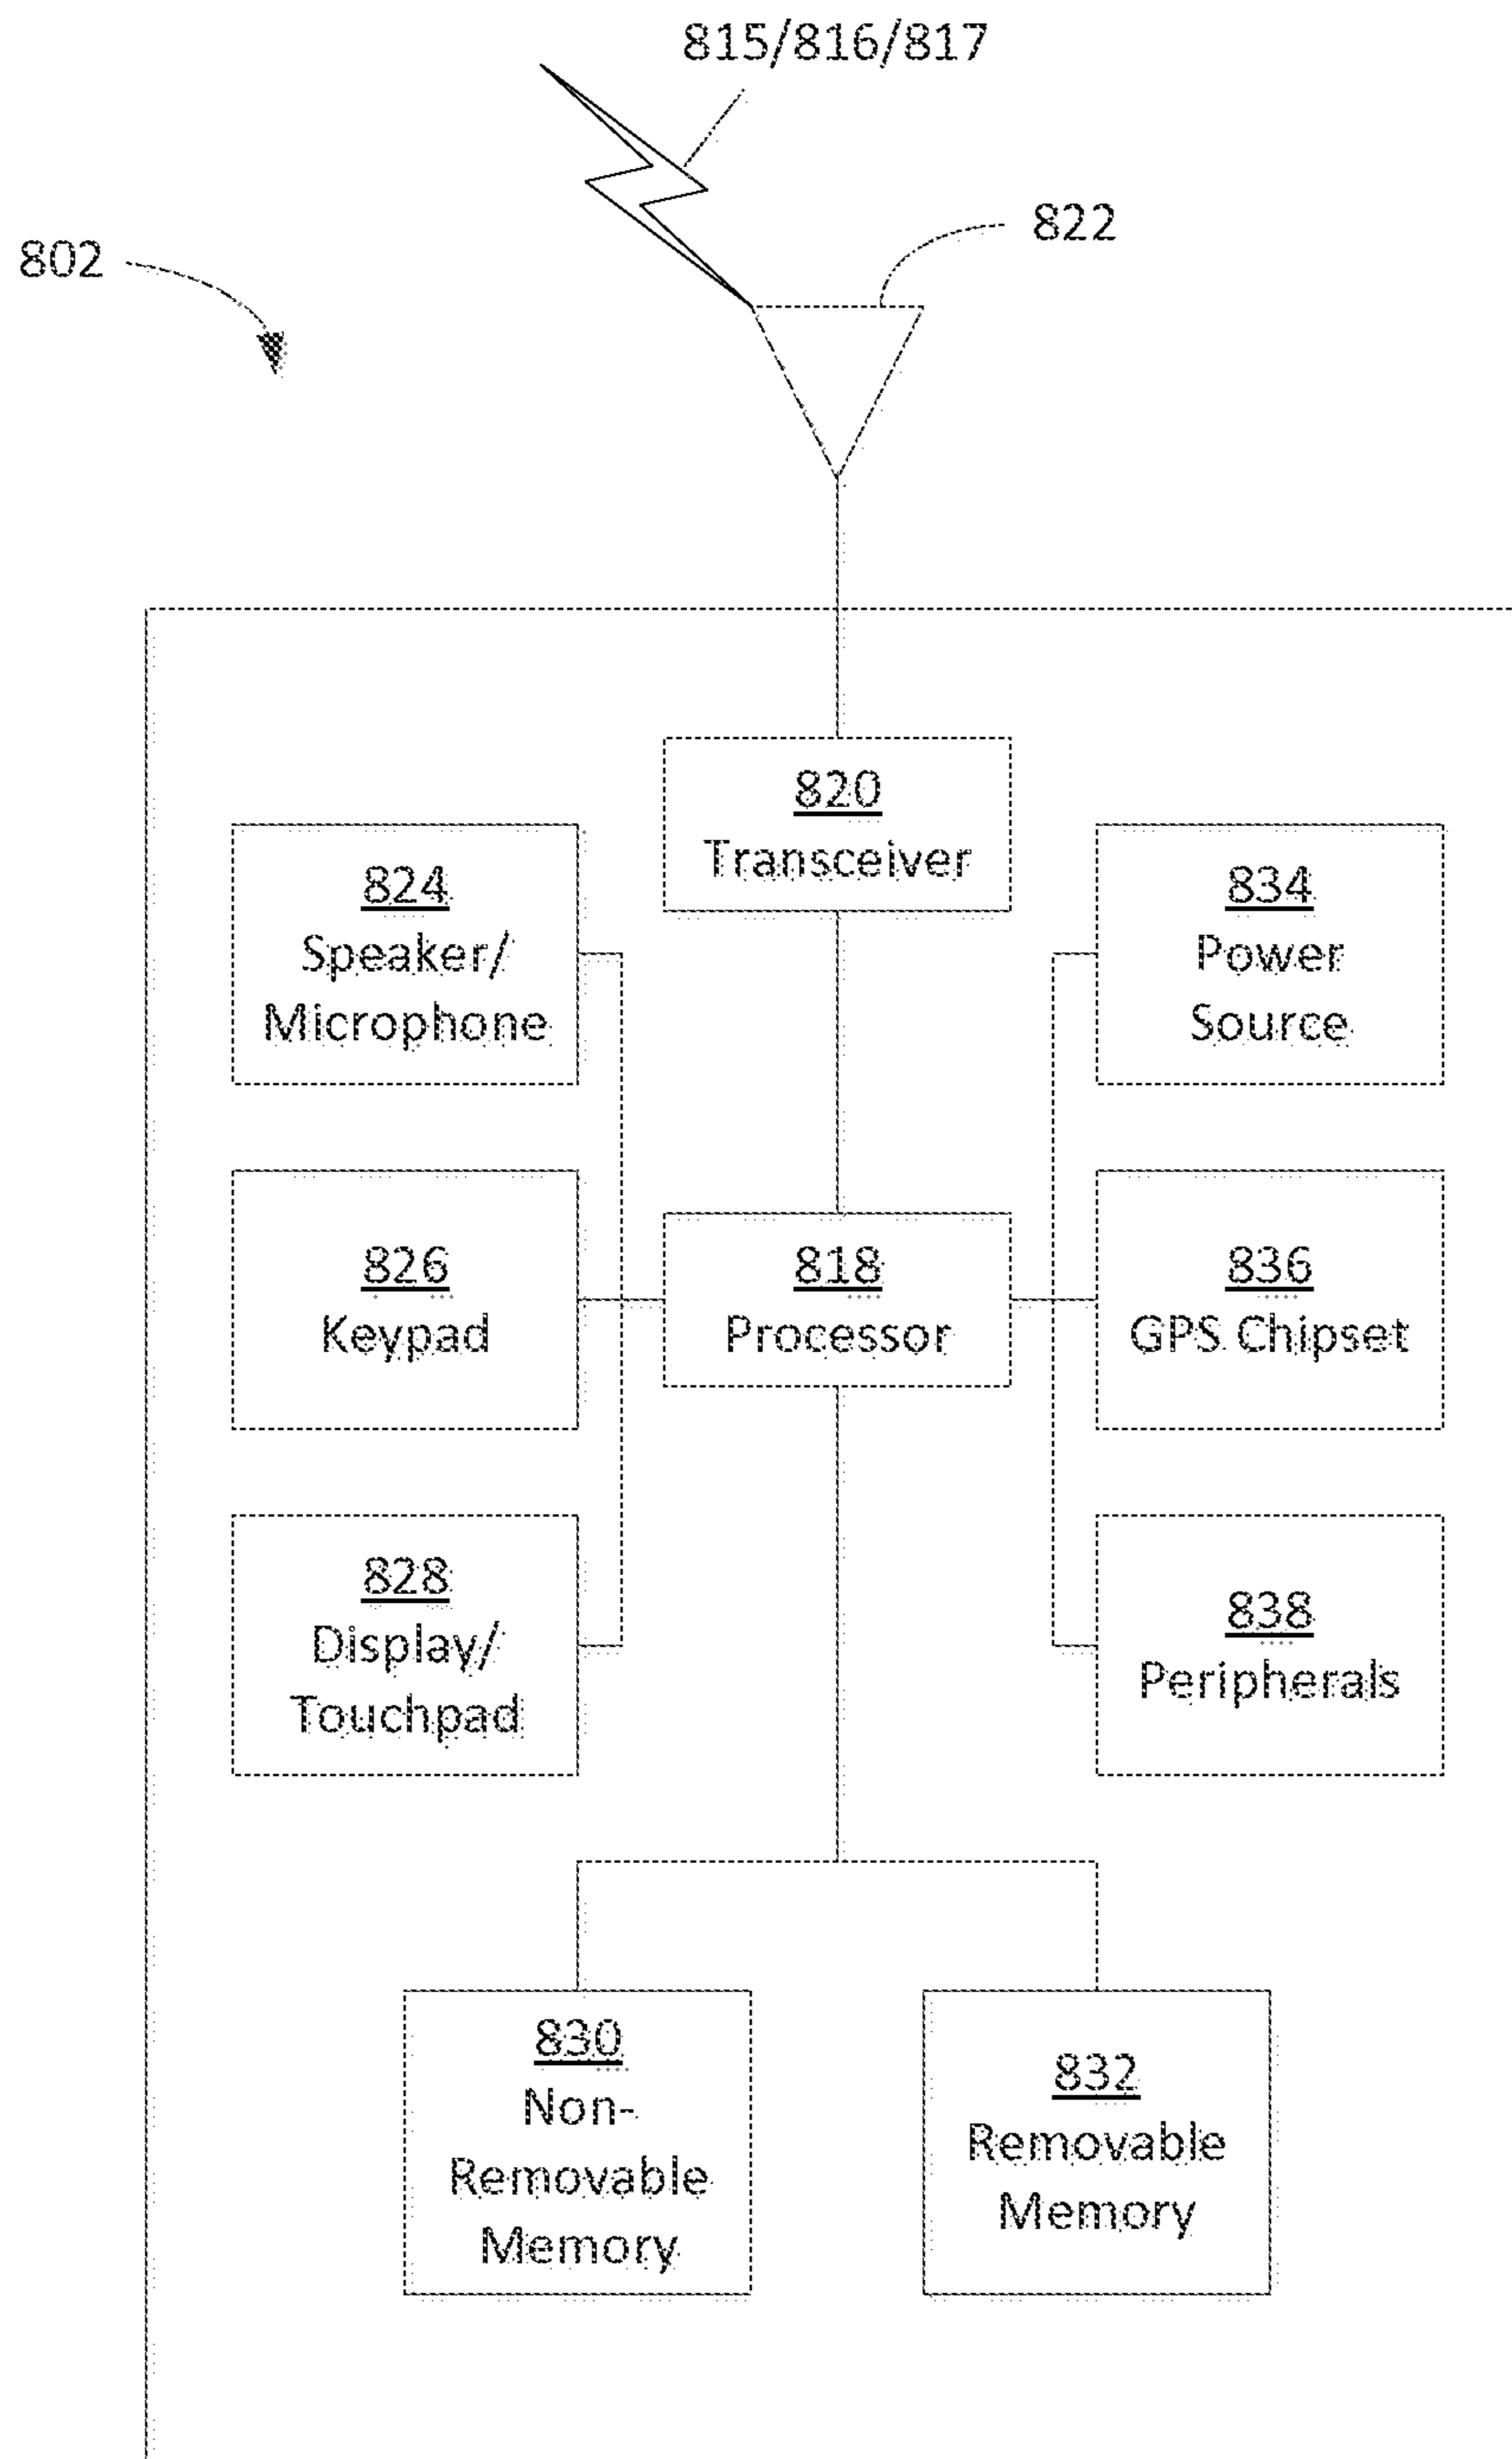 815/816/817
822
802
820
Transceiver
824
Speaker/
Microphone
834
Power
Source
826
Keypad
818
Processor
836
GPS Chipset
828
Display/
Touchpad
838
Peripherals
830
Non-
Removable
Memory
832
Removable
Memory